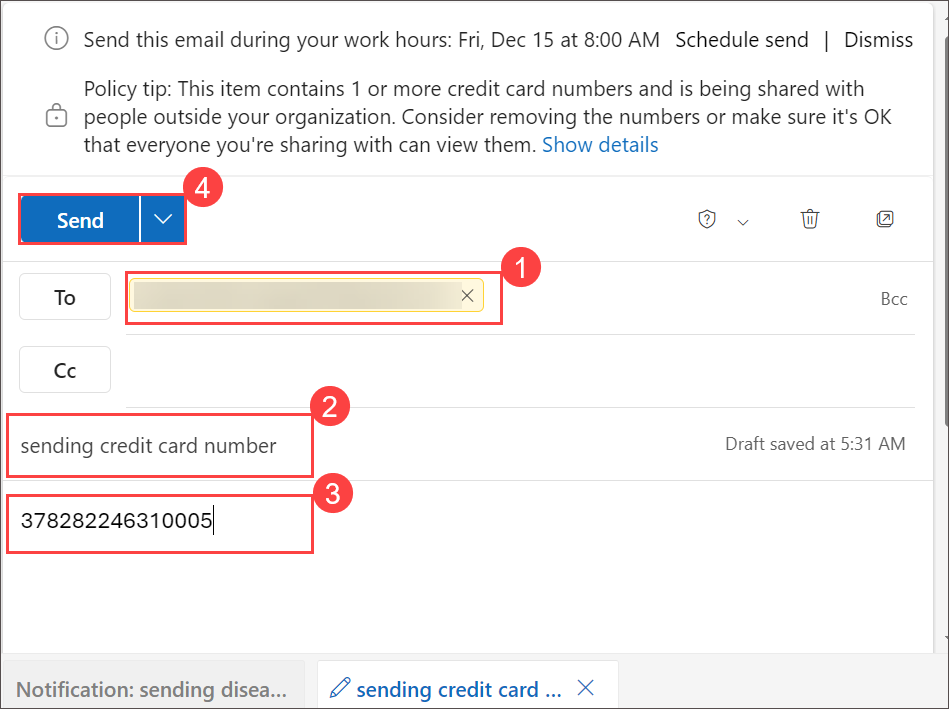 Send this email during your work hours: Fri, Dec 15 at 8:00 AM Schedule send | Dismiss
Policy tip: This item contains 1 or more credit card numbers and is being shared with
people outside your organization. Consider removing the numbers or make sure it's OK
that everyone you're sharing with can view them. Show details
Send
4
1
To
Bcc
Cc
2
sending credit card number
Draft saved at 5:31 AM
3
378282246310005
Notification: sending disea...
sending credit card ...